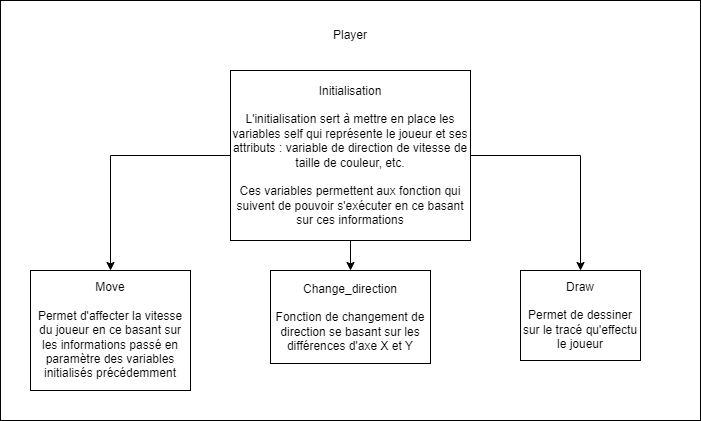 Player
Initialisation
L'initialisation sert à mettre en place les
variables self qui représente le joueur et ses
attributs : variable de direction de vitesse de
taille de couleur, etc.
Ces variables permettent aux fonction qui
suivent de pouvoir s'exécuter en ce basant
sur ces informations
Move
Permet d'affecter la vitesse
du joueur en ce basant sur
les informations passé en
paramètre des variables
initialisés précédemment
Change_direction
Fonction de changement de
direction se basant sur les
différences d'axe X et Y
Draw
Permet de dessiner
sur le tracé qu'effectu
le joueur